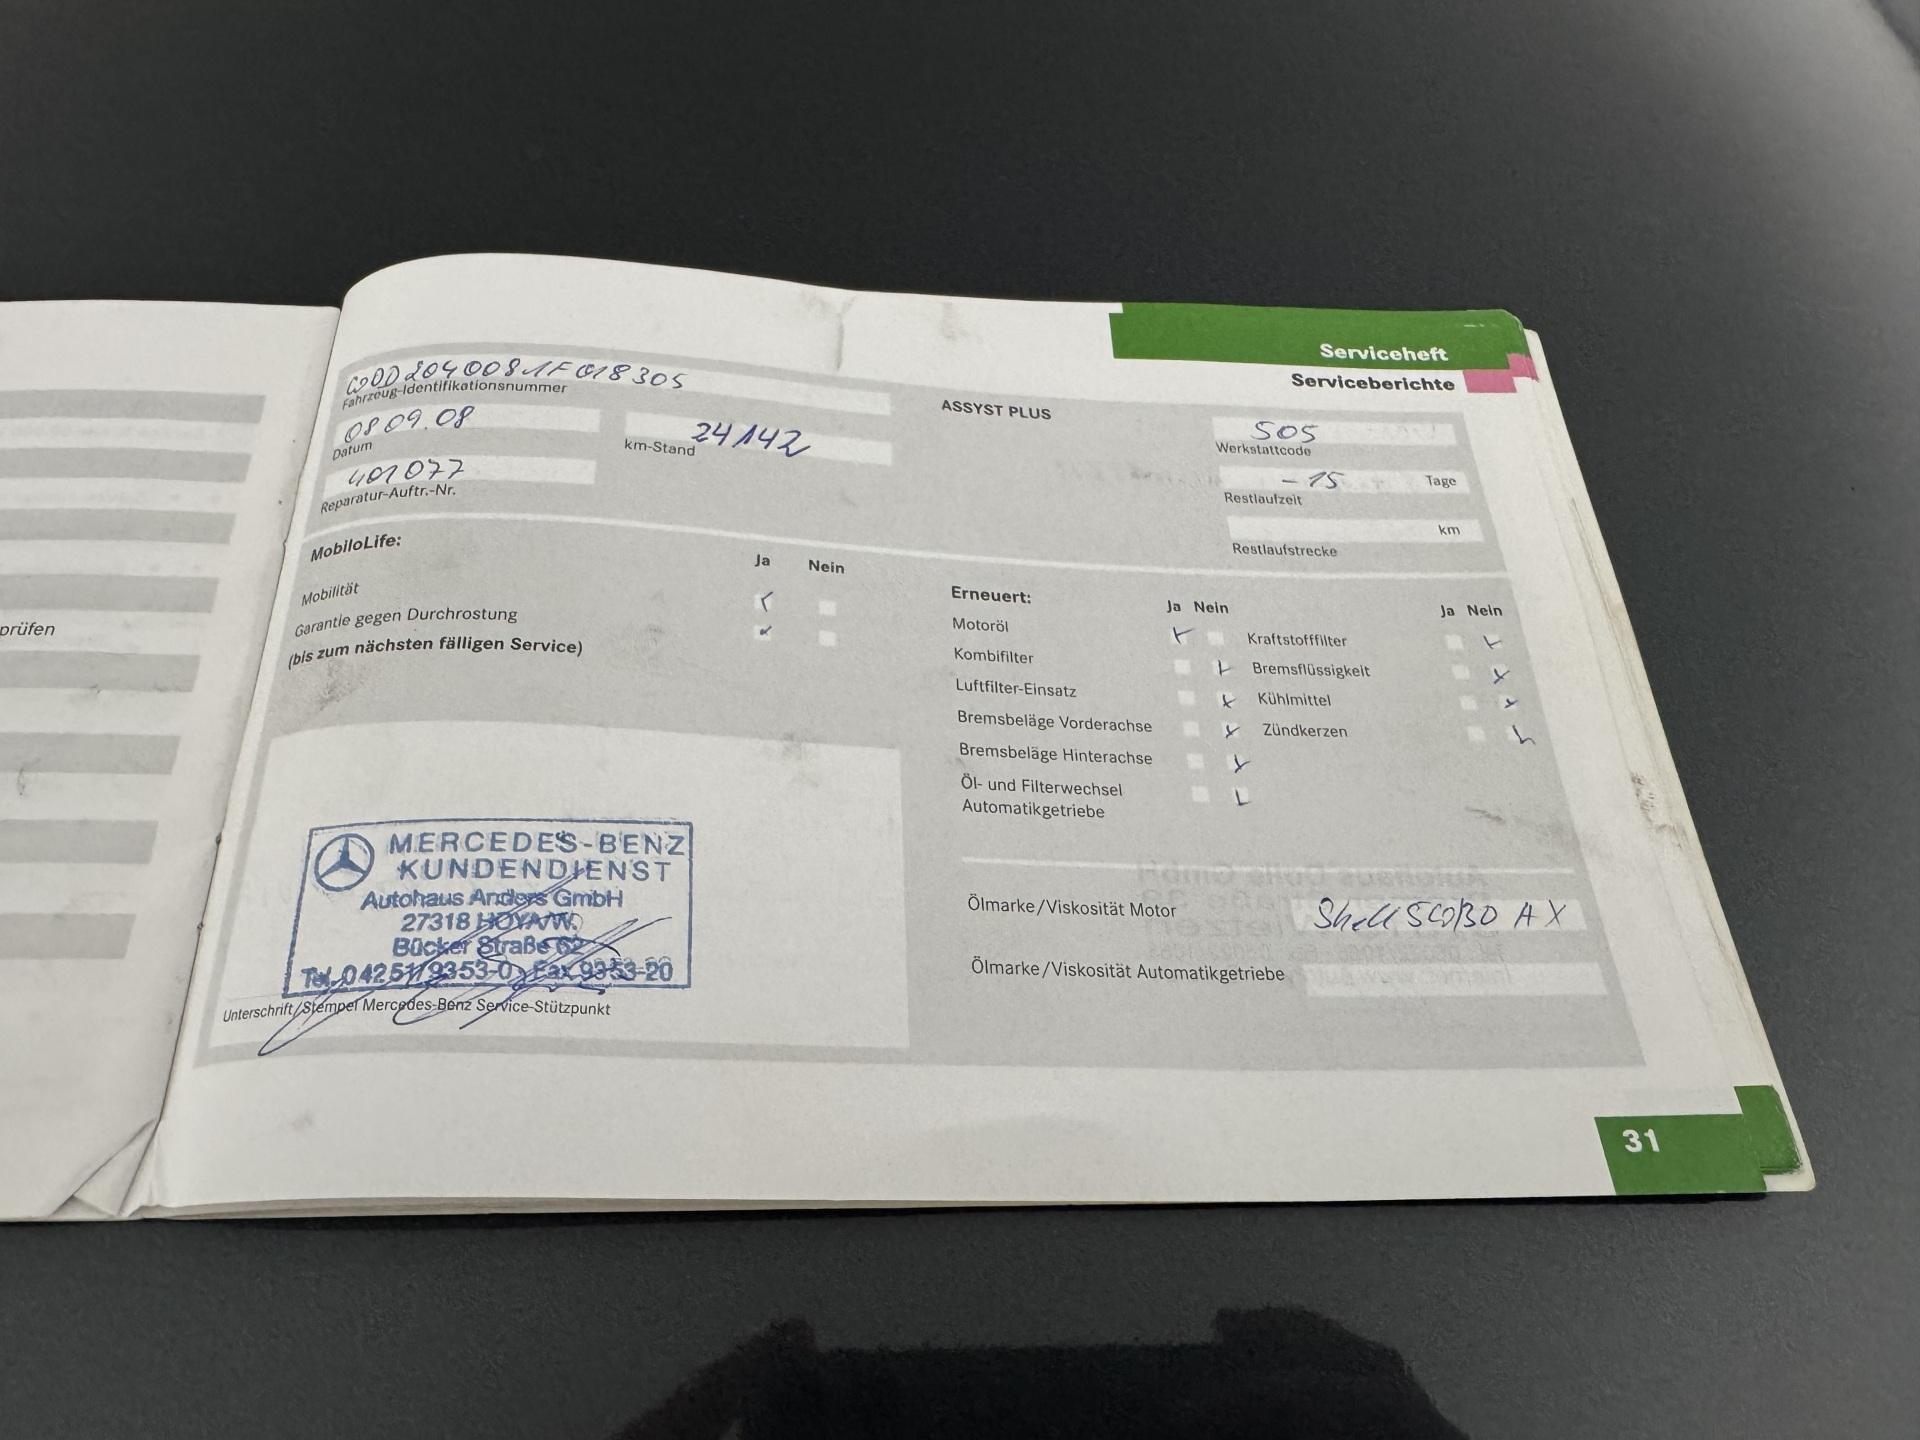 prüfen
Serviceheft
Serviceberichte
WDD2040081F018305
Fahrzeug-Identifikationsnummer
08 09.08
Datum
24142
km-Stand
401077
Reparatur-Auftr.-Nr.
ASSYST PLUS
505
Werkstattcode
-15 Tage
Restlaufzeit
km
Restlaufstrecke
MobiloLife:
Ja Nein
Mobilität
Garantie gegen Durchrostung
(bis zum nächsten fälligen Service)
Erneuert:
Ja Nein
Motoröl
Kombifilter
Luftfilter-Einsatz
Bremsbeläge Vorderachse
Bremsbeläge Hinterachse
Öl- und Filterwechsel
Automatikgetriebe
Ja Nein
Kraftstofffilter
Bremsflüssigkeit
Kühlmittel
Zündkerzen
MERCEDES-BENZ
KUNDENDIENST
Autohaus Anders GmbH
27318 HOYA/W.
Bücker Straße 62
Tel. 04251/9353-0, Fax 9353-20
Unterschrift/Stempel Mercedes-Benz Service-Stützpunkt
Ölmarke/Viskosität Motor Shell 5W30 AX
Ölmarke/Viskosität Automatikgetriebe
31